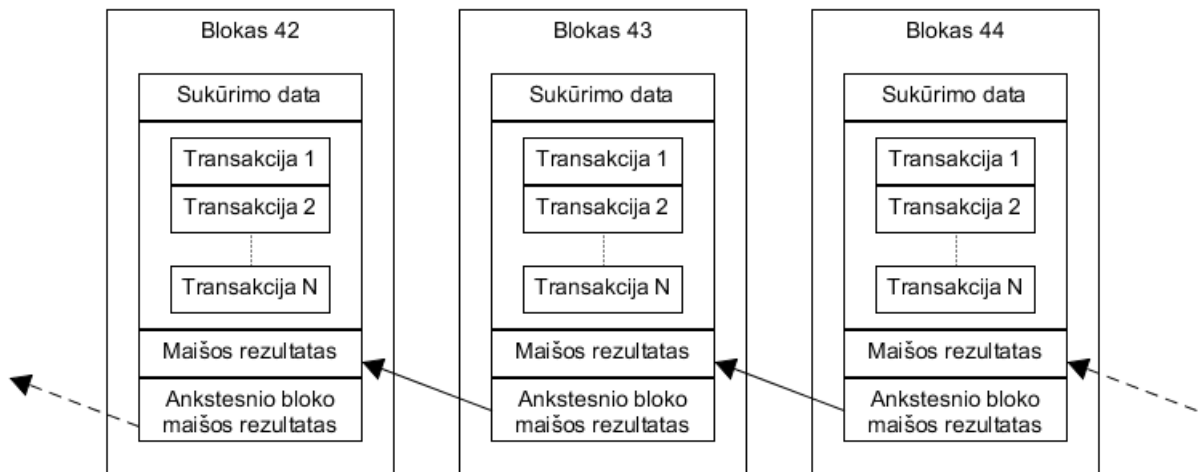 Blokas 42
Sukūrimo data
Transakcija 1
Transakcija 2
Transakcija N
Maišos rezultatas
Ankstesnio bloko
maišos rezultatas
Blokas 43
Sukūrimo data
Transakcija 1
Transakcija 2
Transakcija N
Maišos rezultatas
Ankstesnio bloko
maišos rezultatas
Blokas 44
Sukūrimo data
Transakcija 1
Transakcija 2
Transakcija N
Maišos rezultatas
Ankstesnio bloko
maišos rezultatas